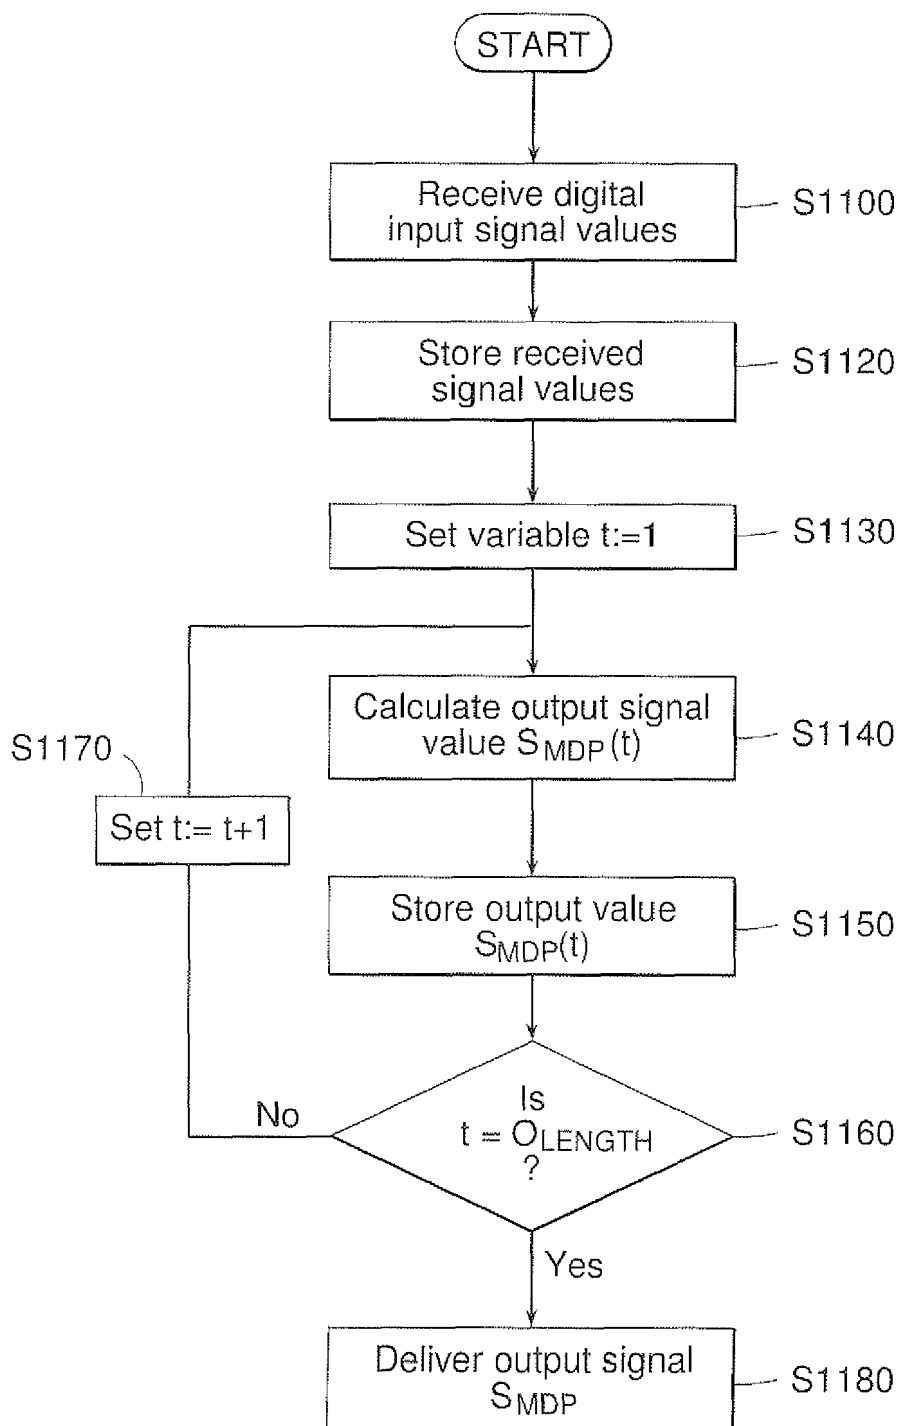 START
Receive digital
input signal values
S1100
Store received
signal values
S1120
Set variable t:=1
S1130
Calculate output signal
value SMDP(t)
S1140
S1170
Set t:= t+1
Store output value
SMDP(t)
S1150
Is
t = OLENGTH
?
S1160
No
Yes
Deliver output signal
SMDP
S1180